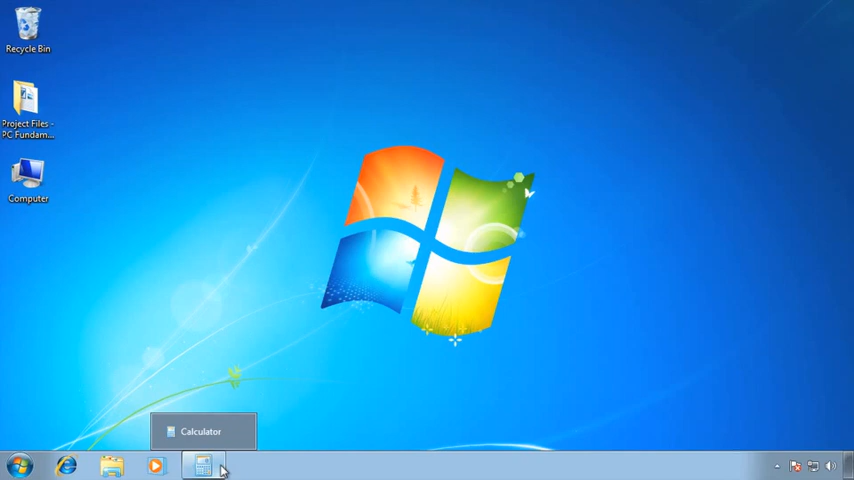 Recycle Bin
Project Files -
PC Fundam...
Computer
Calculator